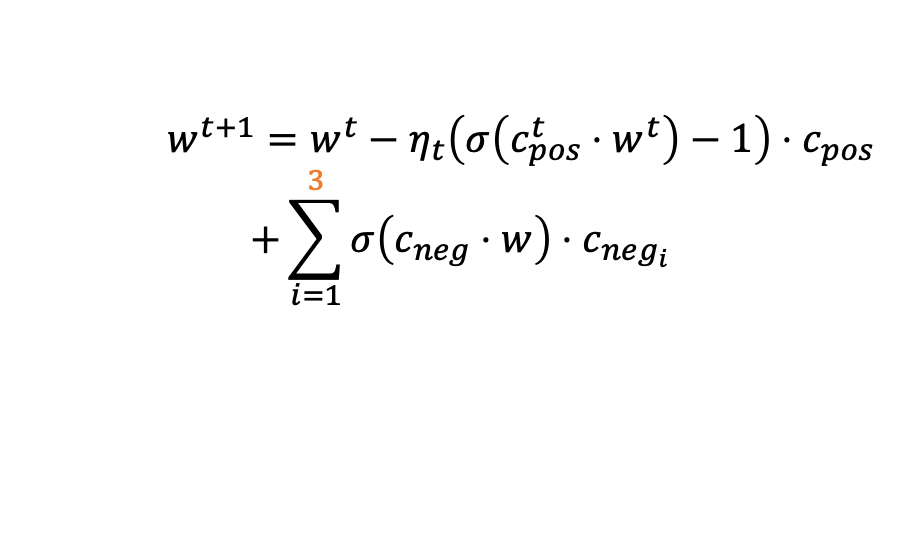 w^{t+1} = w^t − η_t(σ(c^t_{pos} · w^t) − 1) · c_{pos}
+ ∑_{i=1}^{3} σ(c_{neg} · w) · c_{neg_i}